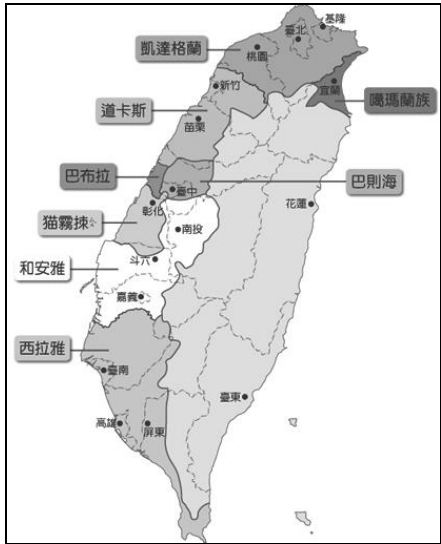 基隆
臺北
凱達格蘭
桃園
新竹
宜蘭
噶瑪蘭族
道卡斯
苗栗
巴布拉
臺中
巴則海
彰化
花蓮
猫霧捒
南投
斗六
和安雅
嘉義
西拉雅
臺南
臺東
高雄
屏東